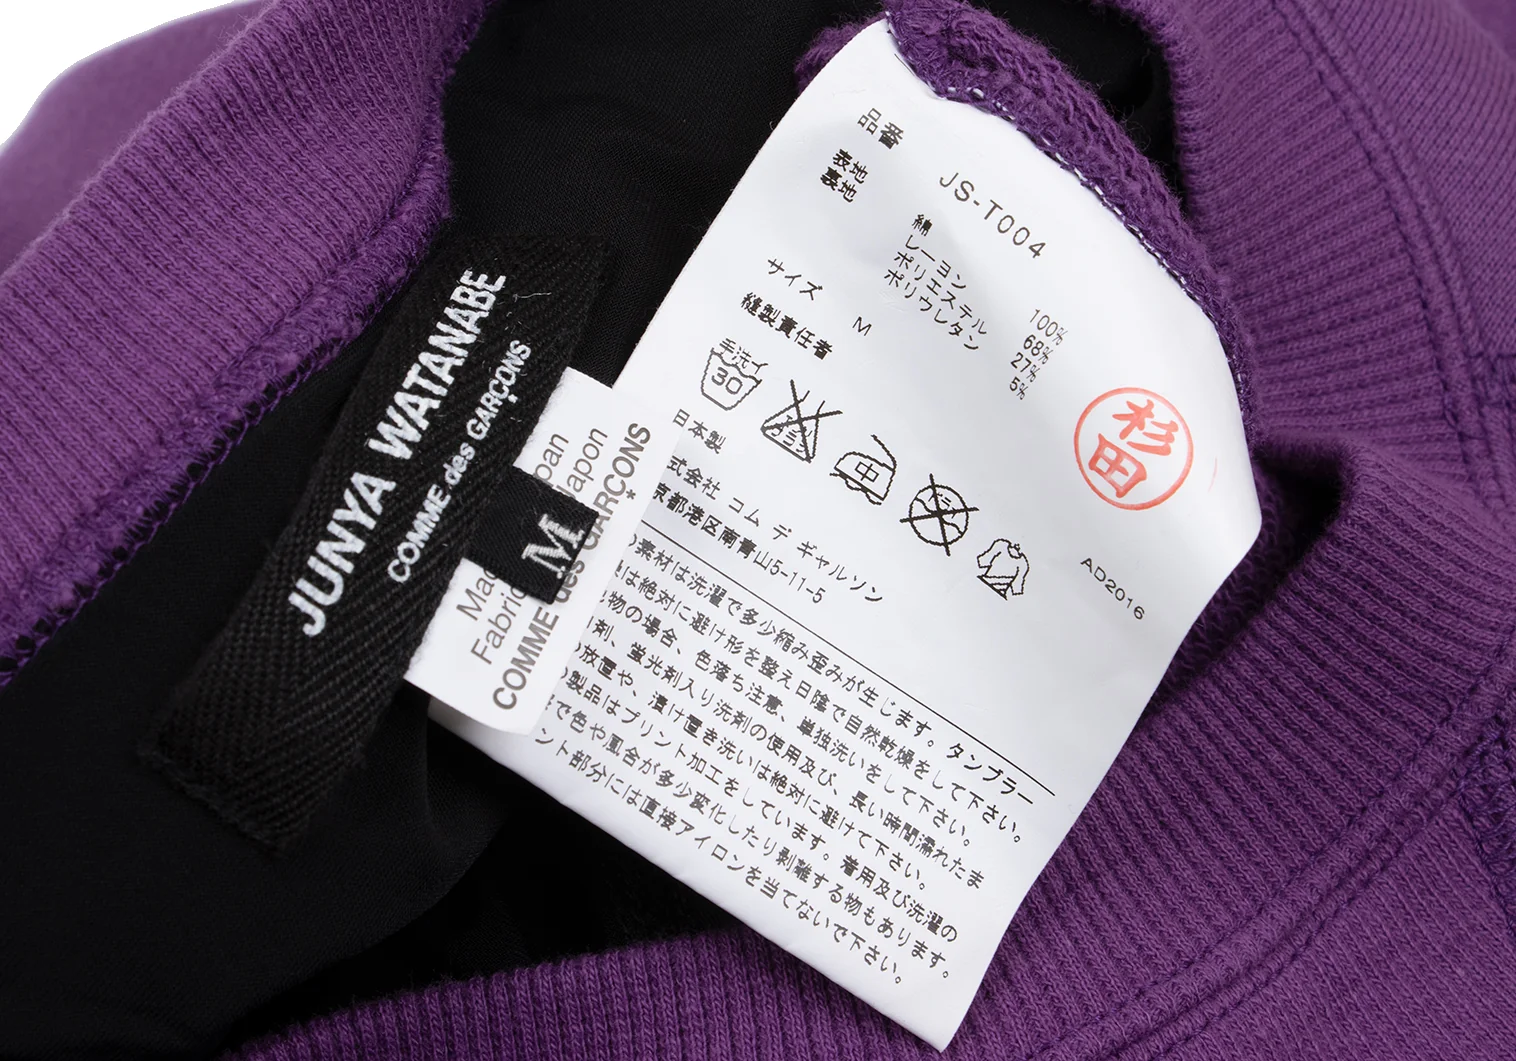 JUNYA WATANABE
COMME des GARÇONS
M
COMME des GARÇONS
品番
JS-T004
表地
裏地
綿 100%
レーヨン 68%
ポリエステル 27%
ポリウレタン 5%
サイズ M
縫製責任者
杉田
手洗イ
30
中
日本製
式会社 コム デ ギャルソン
京都港区南青山5-11-5
AD2016
素材は洗濯で多少縮み歪みが生じます。タンブラー
は絶対に避け形を整え日陰で自然乾燥をして下さい。
物の場合、色落ち注意、単独洗いをして下さい。
剤、蛍光剤入り洗剤の使用及び、長い時間濡れたま
放置や、漬け置き洗いは絶対に避けて下さい。
製品はプリント加工をしています。着用及び洗濯の
で色や風合が多少変化したり剥離する物もあります。
ント部分には直接アイロンを当てないで下さい。